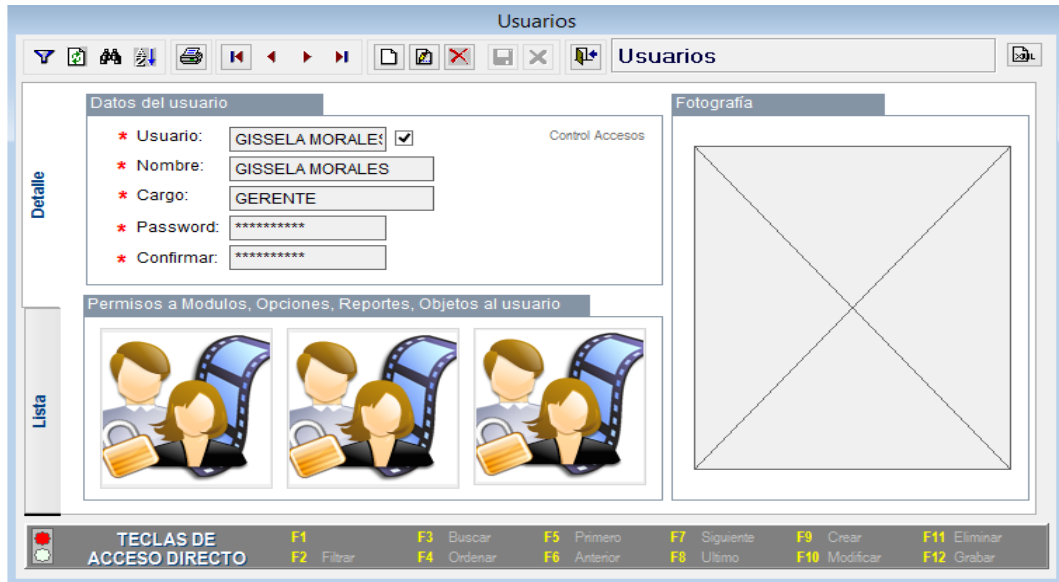 Usuarios
Usuarios
Detalle
Datos del usuario
* Usuario: GISSELA MORALES
Control Accesos
* Nombre: GISSELA MORALES
* Cargo: GERENTE
* Password: **********
* Confirmar: **********
Fotografía
Permisos a Modulos, Opciones, Reportes, Objetos al usuario
Lista
TECLAS DE
ACCESO DIRECTO
F1
F2 Filtrar
F3 Buscar
F4 Ordenar
F5 Primero
F6 Anterior
F7 Siguiente
F8 Ultimo
F9 Crear
F10 Modificar
F11 Eliminar
F12 Grabar